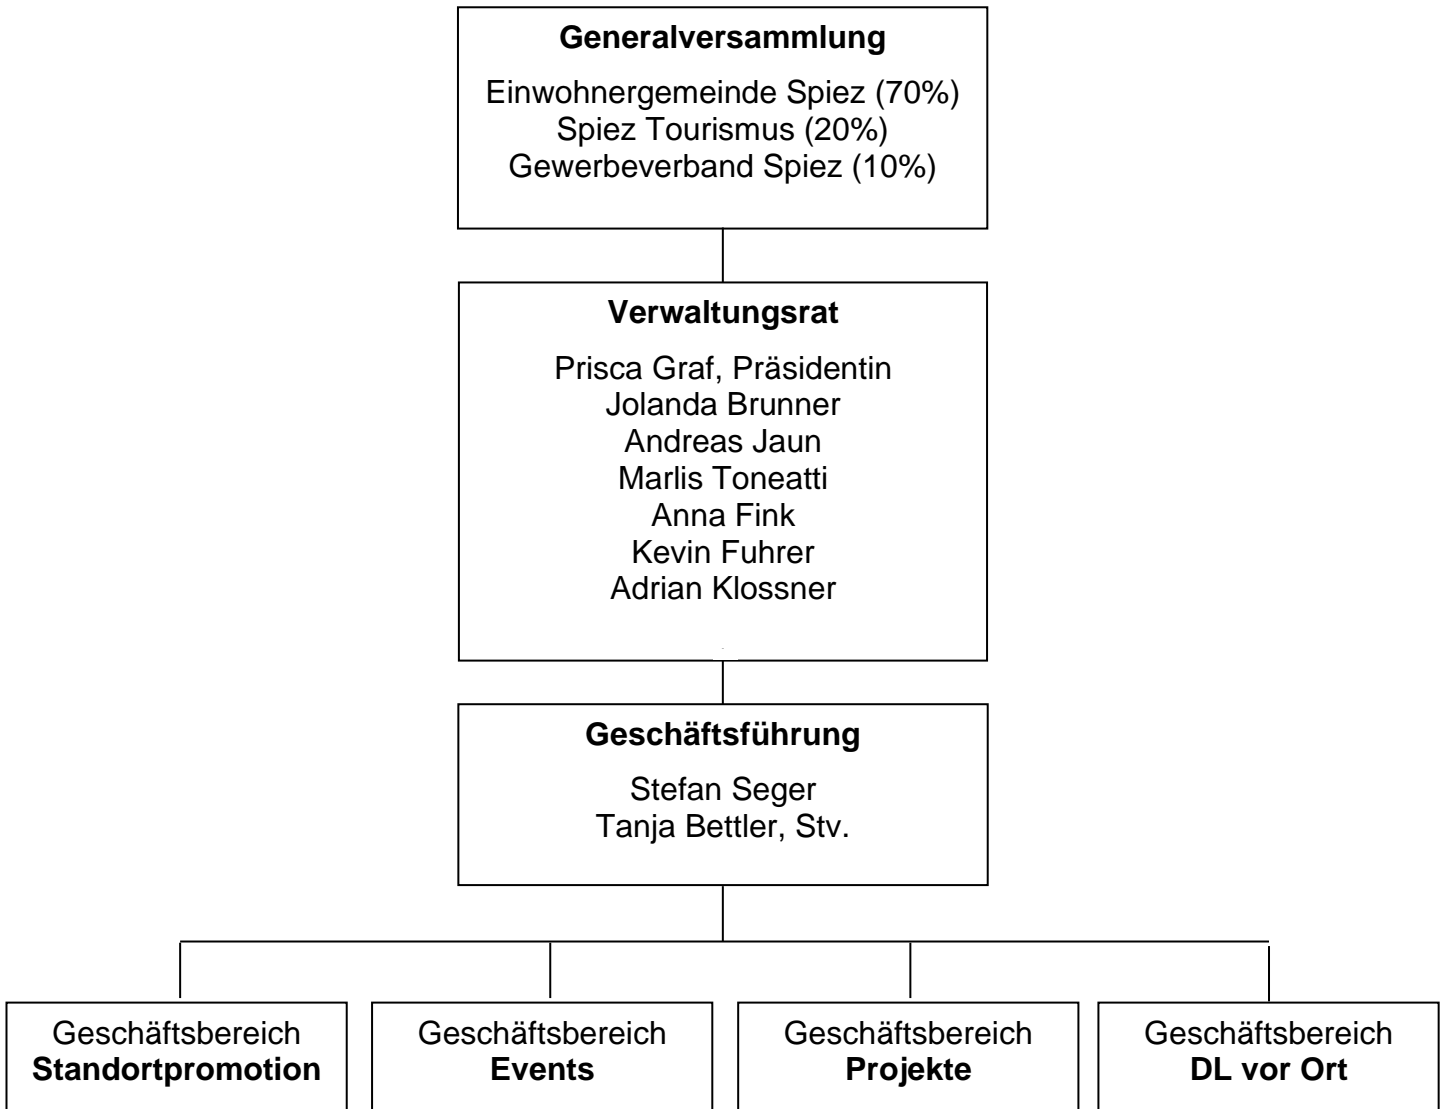 Generalversammlung
Einwohnergemeinde Spiez (70%)
Spiez Tourismus (20%)
Gewerbeverband Spiez (10%)
Verwaltungsrat
Prisca Graf, Präsidentin
Jolanda Brunner
Andreas Jaun
Marlis Toneatti
Anna Fink
Kevin Fuhrer
Adrian Klossner
Geschäftsführung
Stefan Seger
Tanja Bettler, Stv.
Geschäftsbereich
Standortpromotion
Geschäftsbereich
Events
Geschäftsbereich
Projekte
Geschäftsbereich
DL vor Ort